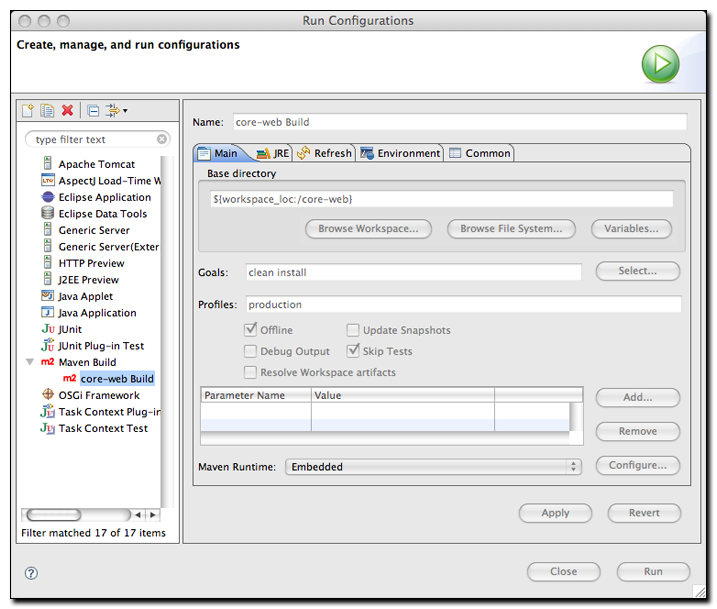 Run Configurations
Create, manage, and run configurations
type filter text
Apache Tomcat
AspectJ Load-Time W
Eclipse Application
Eclipse Data Tools
Generic Server
Generic Server(Exter
HTTP Preview
J2EE Preview
Java Applet
Java Application
JUnit
JUnit Plug-in Test
m2 Maven Build
m2 core-web Build
OSGi Framework
Task Context Plug-in
Task Context Test
Filter matched 17 of 17 items
Name: core-web Build
Main JRE Refresh Environment Common
Base directory
${workspace_loc:/core-web}
Browse Workspace... Browse File System... Variables...
Goals: clean install Select...
Profiles: production
Offline Update Snapshots
Debug Output Skip Tests
Resolve Workspace artifacts
Parameter Name Value
Add...
Remove
Maven Runtime: Embedded Configure...
Apply Revert
? Close Run